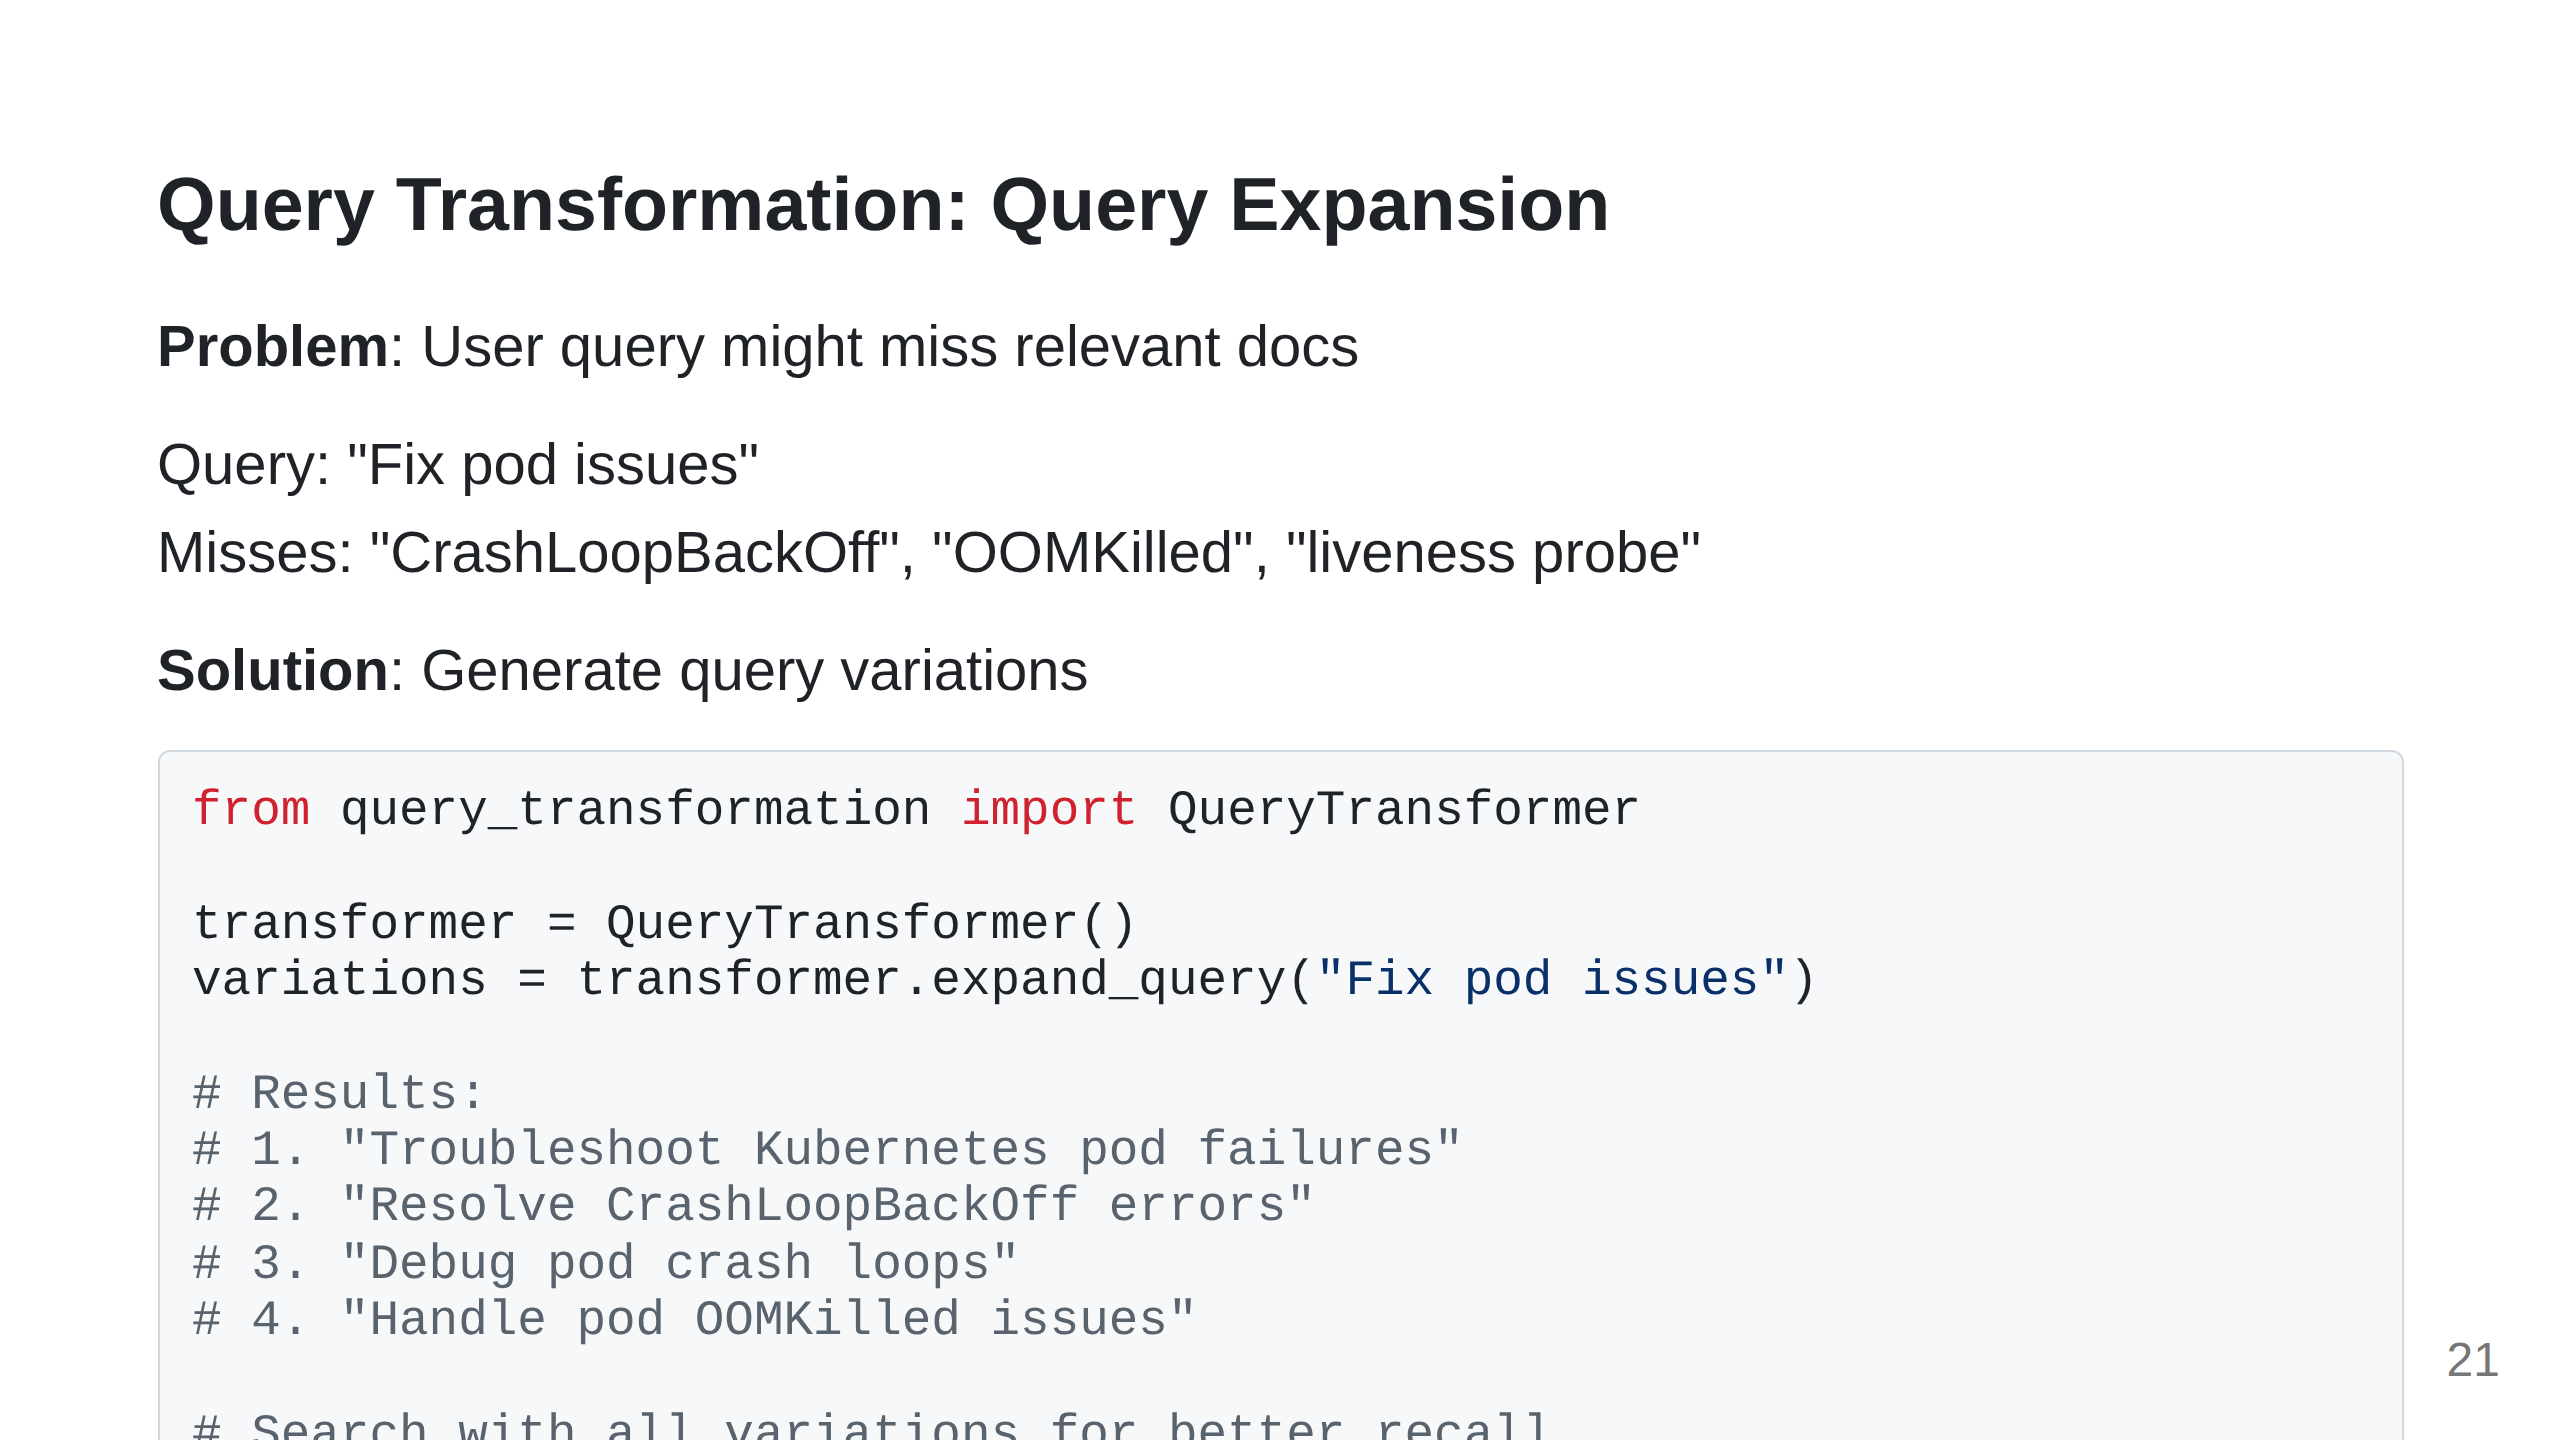 Query Transformation: Query Expansion
Problem: User query might miss relevant docs
Query: "Fix pod issues"
Misses: "CrashLoopBackOff", "OOMKilled", "liveness probe"
Solution: Generate query variations
from query_transformation import QueryTransformer
transformer = QueryTransformer()
variations = transformer.expand_query("Fix pod issues")
# Results:
# 1. "Troubleshoot Kubernetes pod failures"
# 2. "Resolve CrashLoopBackOff errors"
# 3. "Debug pod crash loops"
# 4. "Handle pod OOMKilled issues"
# Search with all variations for better recall
21